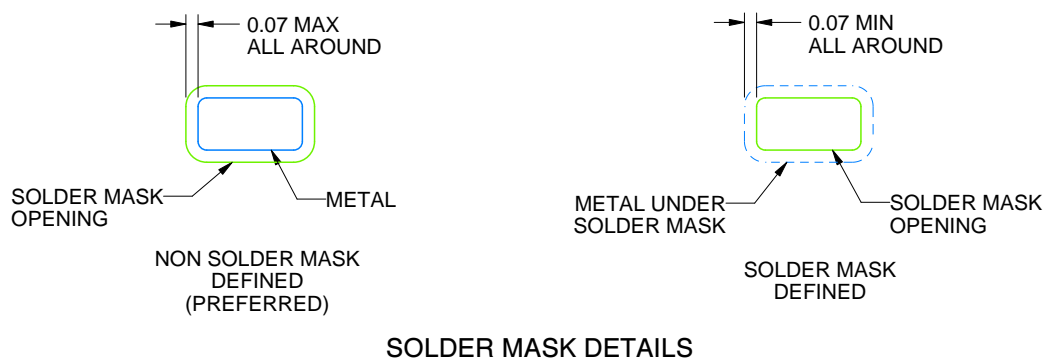 0.07 MAX
ALL AROUND
SOLDER MASK
OPENING
METAL
NON SOLDER MASK
DEFINED
(PREFERRED)
0.07 MIN
ALL AROUND
METAL UNDER
SOLDER MASK
SOLDER MASK
OPENING
SOLDER MASK
DEFINED
SOLDER MASK DETAILS